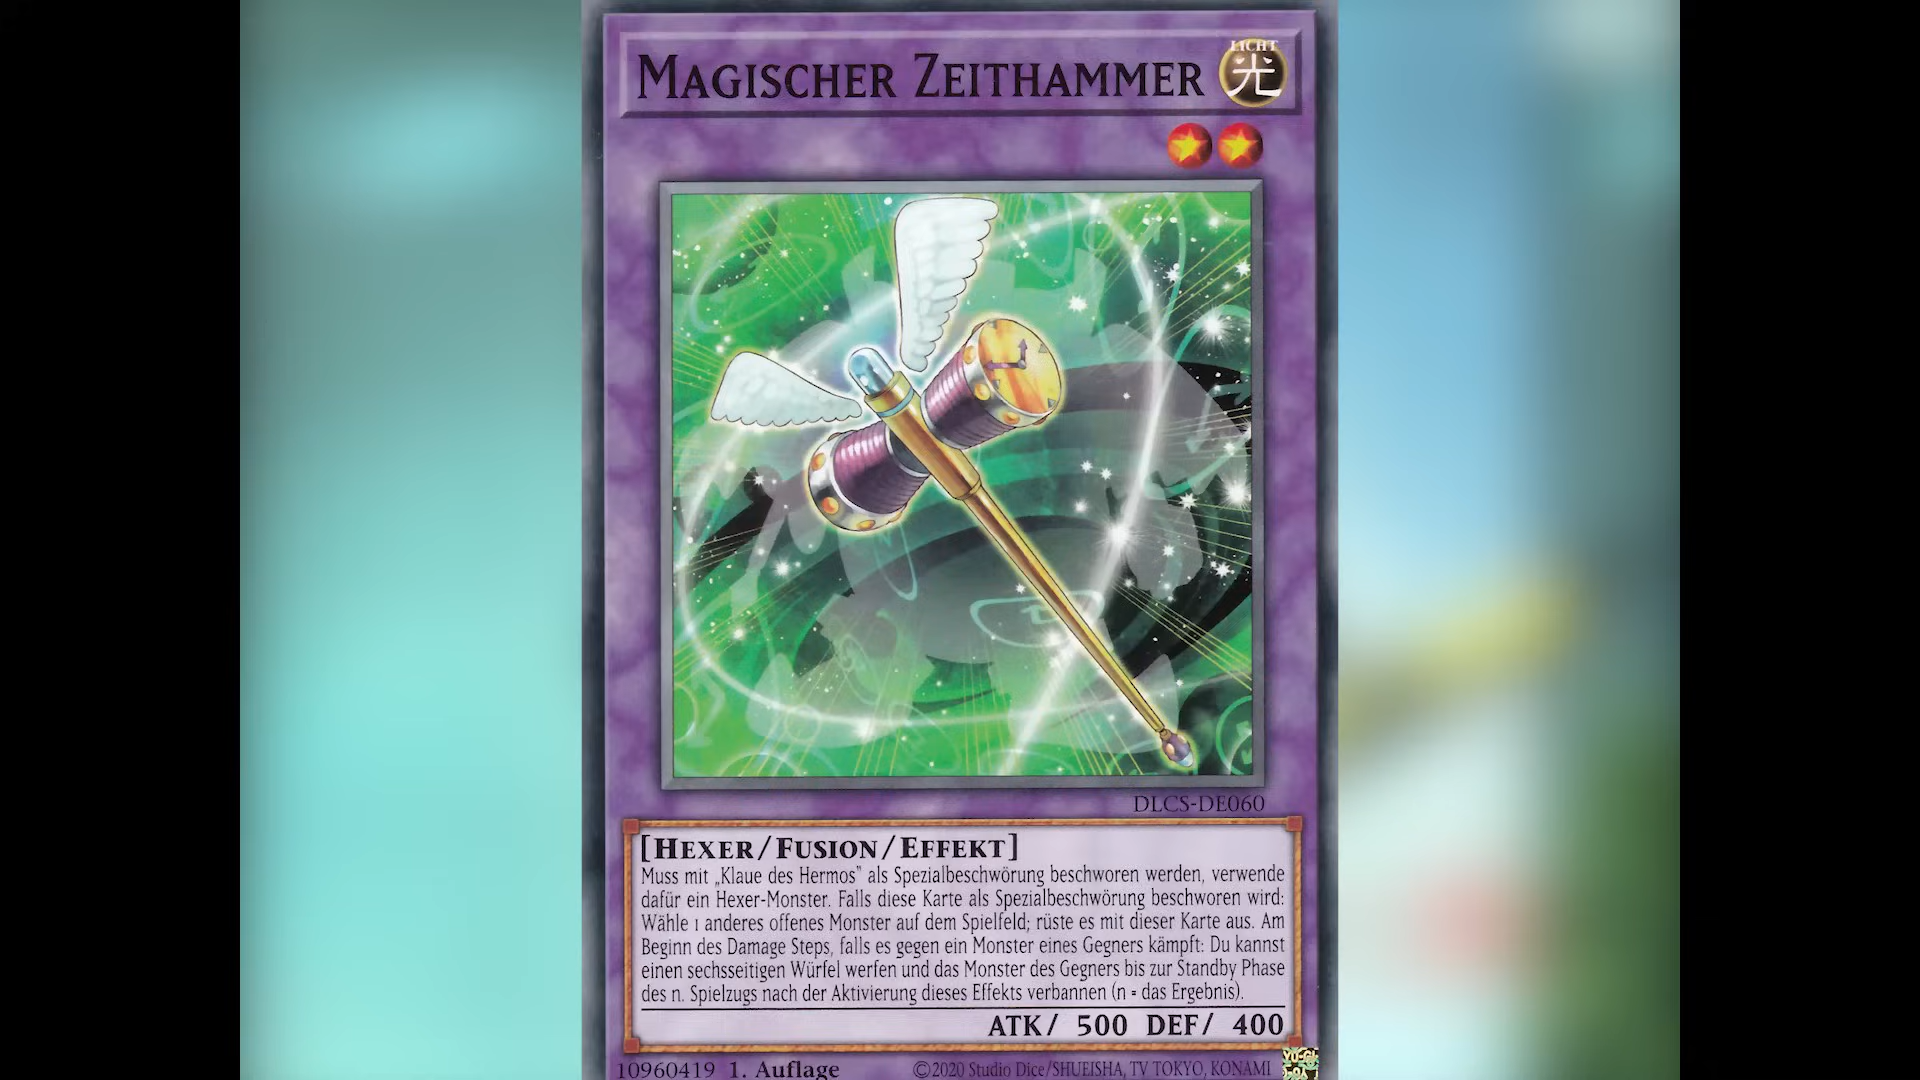 Magischer Zeithammer
LICHT
光
DLCS-DE060
[Hexer/Fusion/Effekt]
Muss mit „Klaue des Hermos" als Spezialbeschwörung beschworen werden, verwende
dafür ein Hexer-Monster. Falls diese Karte als Spezialbeschwörung beschworen wird:
Wähle 1 anderes offenes Monster auf dem Spielfeld; rüste es mit dieser Karte aus. Am
Beginn des Damage Steps, falls es gegen ein Monster eines Gegners kämpft: Du kannst
einen sechsseitigen Würfel werfen und das Monster des Gegners bis zur Standby Phase
des n. Spielzugs nach der Aktivierung dieses Effekts verbannen (n = das Ergebnis).
ATK/ 500 DEF/ 400
10960419 1. Auflage ©2020 Studio Dice/SHUEISHA, TV TOKYO, KONAMI